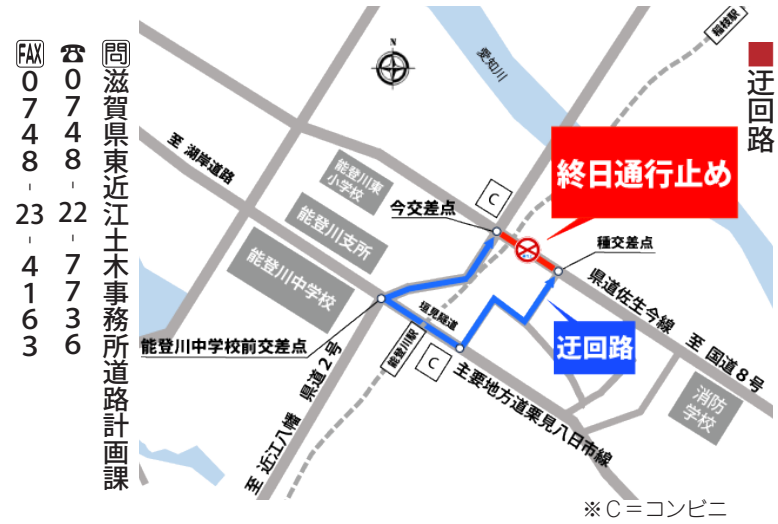 ■迂回路
稲枝駅
愛知川
N
至 湖岸道路
能登川東
小学校
C
終日通行止め
今交差点
種交差点
能登川支所
能登川中学校
県道佐生今線
至 国道8号
垣見隧道
能登川中学校前交差点
能登川駅
C
迂回路
県道2号
至 近江八幡
主要地方道栗見八日市線
消防
学校
※C=コンビニ
問滋賀県東近江土木事務所道路計画課
☎0748-22-7736
FAX0748-23-4163